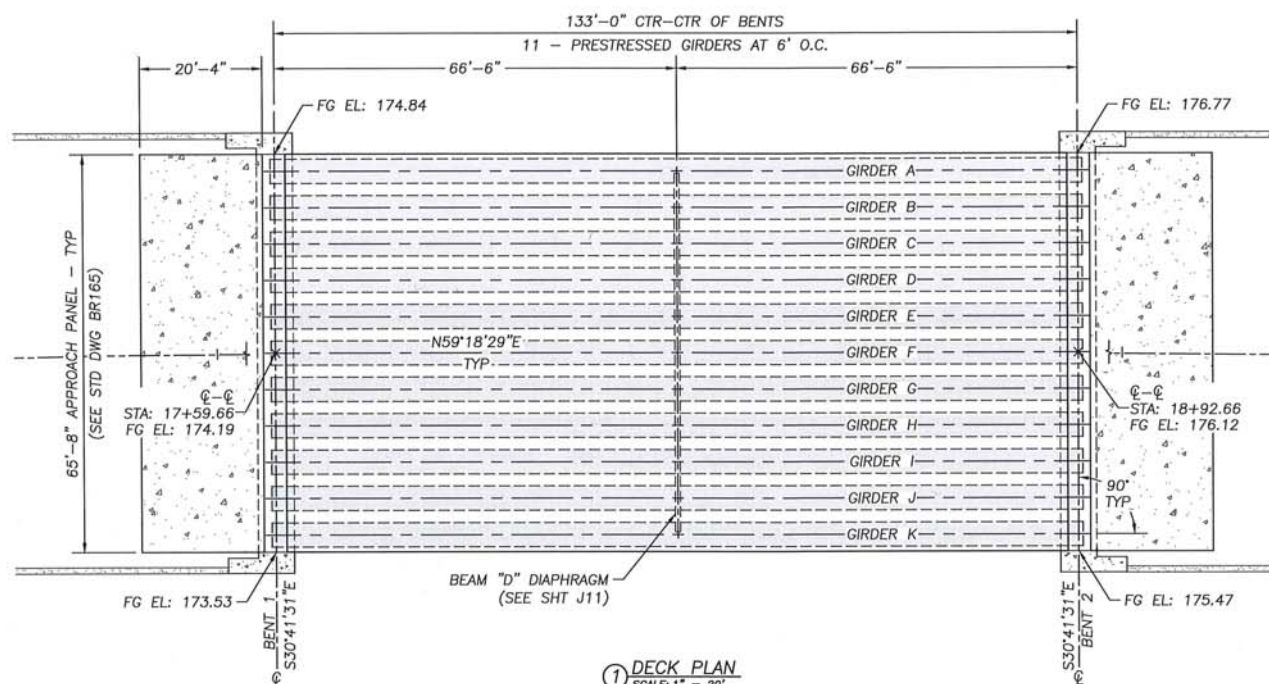 133'-0" CTR-CTR OF BENTS
11 - PRESTRESSED GIRDERS AT 6' O.C.
20'-4"
66'-6"
66'-6"
FG EL: 174.84
FG EL: 176.77
GIRDER A
GIRDER B
GIRDER C
GIRDER D
GIRDER E
GIRDER F
GIRDER G
GIRDER H
GIRDER I
GIRDER J
GIRDER K
65'-8" APPROACH PANEL - TYP
(SEE STD DWG BR165)
N59°18'29"E
TYP
℄-℄
STA: 17+59.66
FG EL: 174.19
℄-℄
STA: 18+92.66
FG EL: 176.12
90°
TYP
BEAM "D" DIAPHRAGM
(SEE SHT J11)
FG EL: 173.53
FG EL: 175.47
℄ BENT 1
S30°41'31"E
S30°41'31"E
℄ BENT 2
1 DECK PLAN
SCALE: 1" = 20'